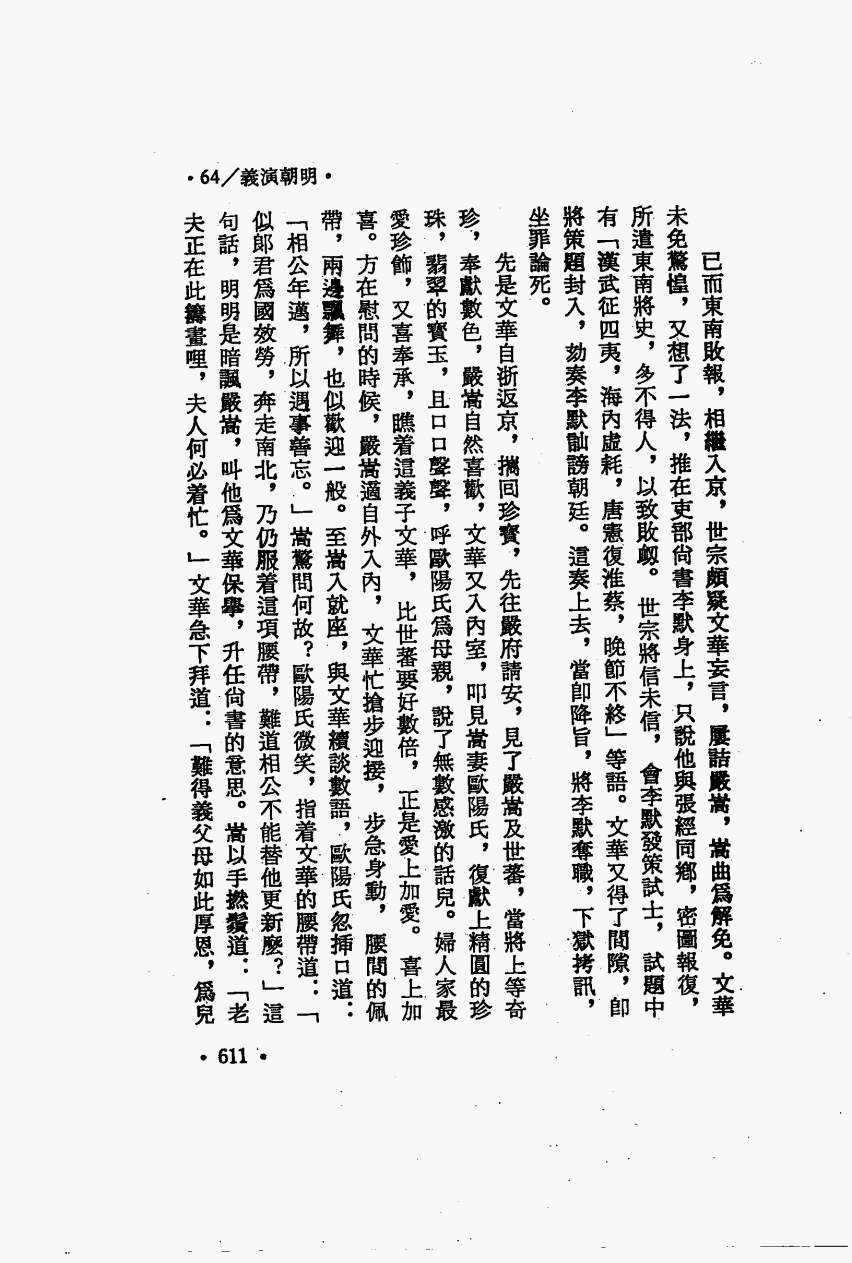 ·64／義演朝明·
已而東南敗報，相繼入京，世宗頗疑文華妄言，屢詰嚴嵩，嵩曲爲解免。文華
未免驚惶，又想了一法，推在吏部尚書李默身上，只說他與張經同鄉，密圖報復，
所遣東南將吏，多不得人，以致敗衂。世宗將信未信，會李默發策試士，試題中
有「漢武征四夷，海內虛耗，唐憲復淮蔡，晚節不終」等語。文華又得了間隙，卽
將策題封入，劾奏李默訕謗朝廷。這奏上去，當卽降旨，將李默奪職，下獄拷訊，
坐罪論死。
先是文華自浙返京，攜回珍寶，先往嚴府請安，見了嚴嵩及世蕃，當將上等奇
珍，奉獻數色，嚴嵩自然喜歡，文華又入內室，叩見嵩妻歐陽氏，復獻上精圓的珍
珠，翡翠的寳玉，且口口聲聲，呼歐陽氏爲母親，說了無數感激的話兒。婦人家最
愛珍飾，又喜奉承，瞧着這義子文華，比世蕃要好數倍，正是愛上加愛。喜上加
喜。方在慰問的時候，嚴嵩適自外入內，文華忙搶步迎接，步急身動，腰間的佩
帶，兩邊飄舞，也似歡迎一般。至嵩入就座，與文華續談數語，歐陽氏忽揷口道：
「相公年邁，所以遇事善忘。」嵩驚問何故？歐陽氏微笑，指着文華的腰帶道：「
似郎君爲國效勞，奔走南北，乃仍服着這項腰帶，難道相公不能替他更新麽？」這
句話，明明是暗諷嚴嵩，叫他爲文華保舉，升任尚書的意思。嵩以手撚鬚道：「老
夫正在此籌畫哩，夫人何必着忙。」文華急下拜道：「難得義父母如此厚恩，爲兒
·611·